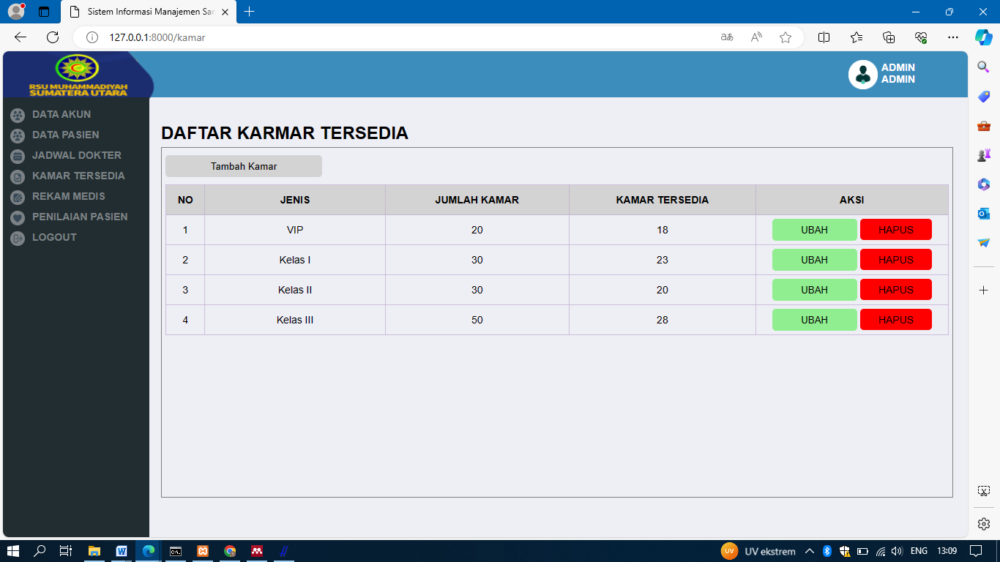 Sistem Informasi Manajemen Sar
127.0.0.1:8000/kamar
RSU MUHAMMADIYAH
SUMATERA UTARA
ADMIN
ADMIN
DATA AKUN
DATA PASIEN
JADWAL DOKTER
KAMAR TERSEDIA
REKAM MEDIS
PENILAIAN PASIEN
LOGOUT
DAFTAR KARMAR TERSEDIA
Tambah Kamar
NO JENIS JUMLAH KAMAR KAMAR TERSEDIA AKSI
1 VIP 20 18 UBAH HAPUS
2 Kelas I 30 23 UBAH HAPUS
3 Kelas II 30 20 UBAH HAPUS
4 Kelas III 50 28 UBAH HAPUS
UV UV ekstrem ENG 13:09